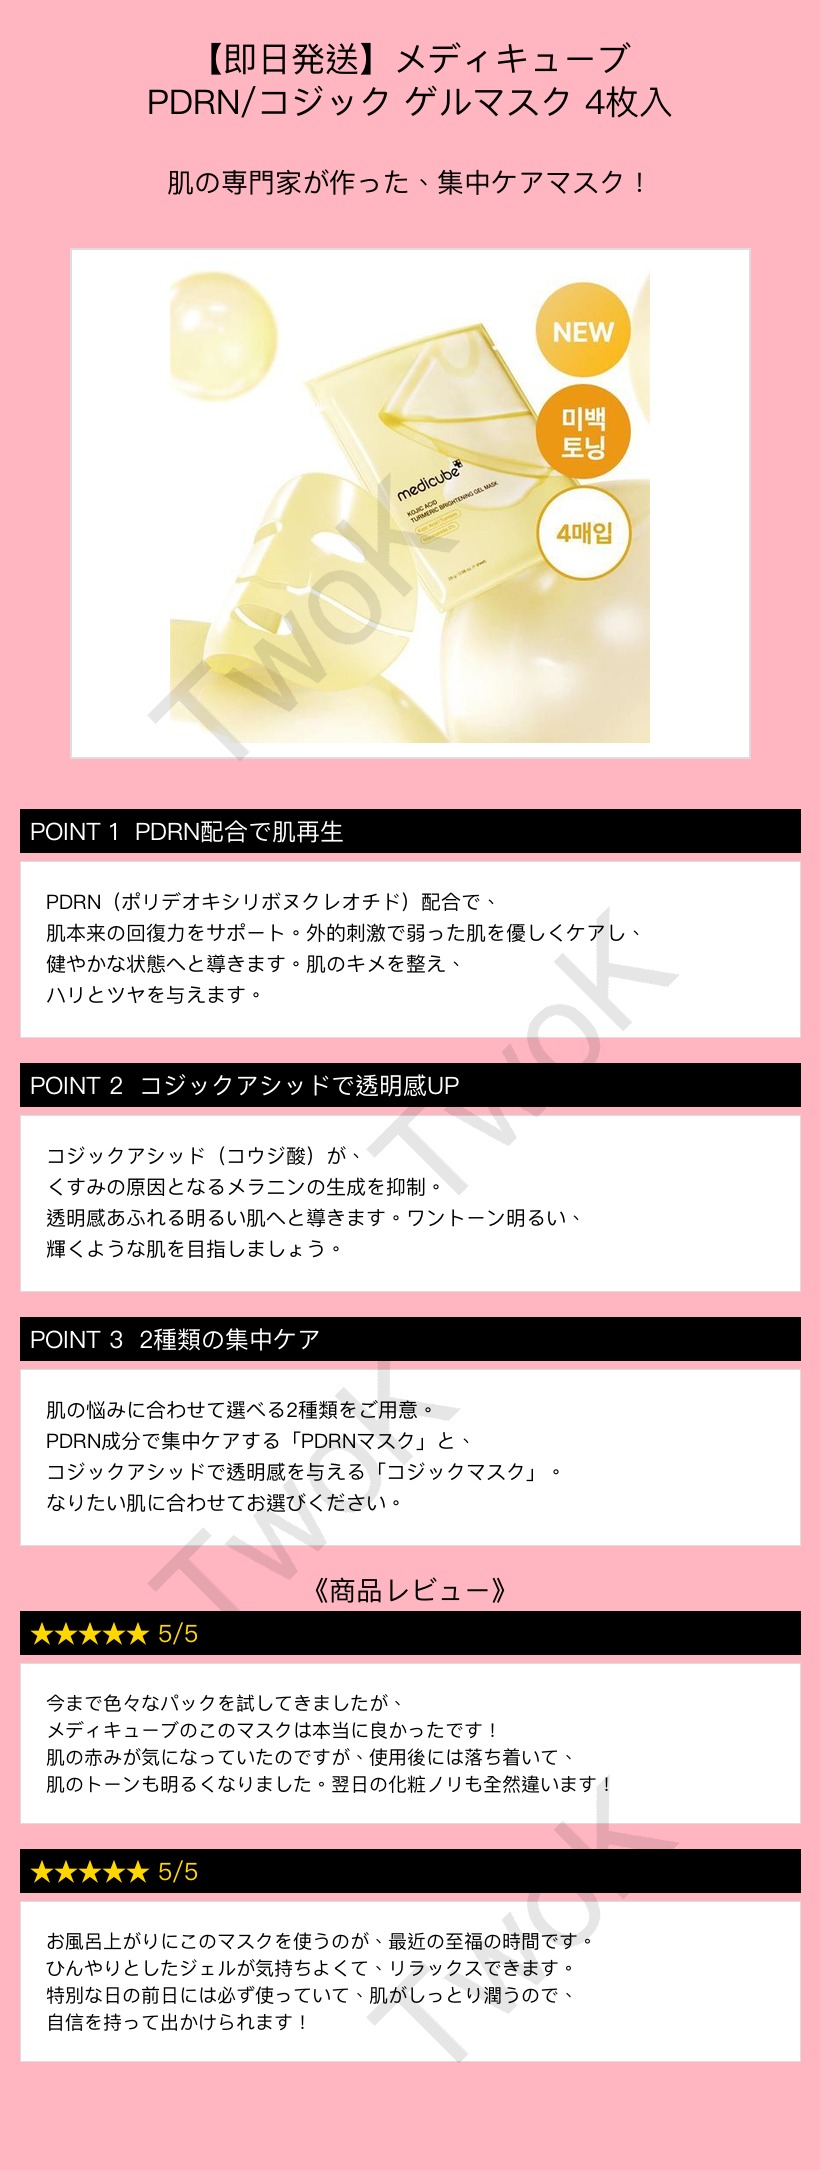 【即日発送】メディキューブ
PDRN/コジック ゲルマスク 4枚入
肌の専門家が作った、集中ケアマスク！
NEW
미백
토닝
4매입
medicube
KOJIC ACID
TURMERIC BRIGHTENING GEL MASK
TwoK
POINT 1 PDRN配合で肌再生
PDRN（ポリデオキシリボヌクレオチド）配合で、
肌本来の回復力をサポート。外的刺激で弱った肌を優しくケアし、
健やかな状態へと導きます。肌のキメを整え、
ハリとツヤを与えます。
TwoK
POINT 2 コジックアシッドで透明感UP
コジックアシッド（コウジ酸）が、
くすみの原因となるメラニンの生成を抑制。
透明感あふれる明るい肌へと導きます。ワントーン明るい、
輝くような肌を目指しましょう。
POINT 3 2種類の集中ケア
肌の悩みに合わせて選べる2種類をご用意。
PDRN成分で集中ケアする「PDRNマスク」と、
コジックアシッドで透明感を与える「コジックマスク」。
なりたい肌に合わせてお選びください。
TwoK
《商品レビュー》
★★★★★ 5/5
今まで色々なパックを試してきましたが、
メディキューブのこのマスクは本当に良かったです！
肌の赤みが気になっていたのですが、使用後には落ち着いて、
肌のトーンも明るくなりました。翌日の化粧ノリも全然違います！
★★★★★ 5/5
お風呂上がりにこのマスクを使うのが、最近の至福の時間です。
ひんやりとしたジェルが気持ちよくて、リラックスできます。
特別な日の前日には必ず使っていて、肌がしっとり潤うので、
自信を持って出かけられます！
TwoK